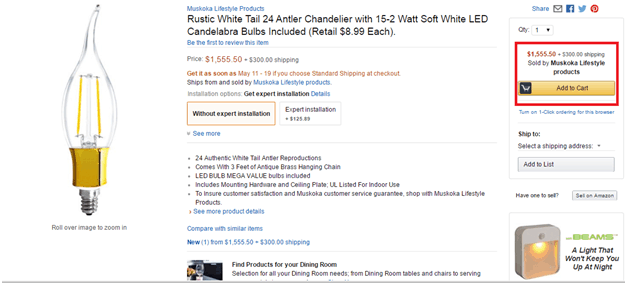 Muskoka Lifestyle Products
Rustic White Tail 24 Antler Chandelier with 15-2 Watt Soft White LED
Candelabra Bulbs Included (Retail $8.99 Each).
Be the first to review this item
Price: $1,555.50 + $300.00 shipping
Get it as soon as May 11 - 19 if you choose Standard Shipping at checkout.
Ships from and sold by Muskoka Lifestyle Products.
Installation options: Get expert installation Details
Without expert installation
Expert installation
+ $125.89
See more
24 Authentic White Tail Antler Reproductions
Comes With 3 Feet of Antique Brass Hanging Chain
LED BULB MEGA VALUE bulbs included
Includes Mounting Hardware and Ceiling Plate; UL Listed For Indoor Use
To insure customer satisfaction and Muskoka customer service guarantee, shop with Muskoka Lifestyle
Products.
› See more product details
Compare with similar items
New (1) from $1,555.50 + $300.00 shipping
Find Products for your Dining Room
Selection for all your Dining Room needs; from Dining Room tables and chairs to serving
Roll over image to zoom in
Share
Qty: 1
$1,555.50 + $300.00 shipping
Sold by Muskoka Lifestyle
products
Add to Cart
Turn on 1-Click ordering for this browser
Ship to:
Select a shipping address:
Add to List
Have one to sell? Sell on Amazon
BEAMS
A Light That
Won't Keep You
Up At Night